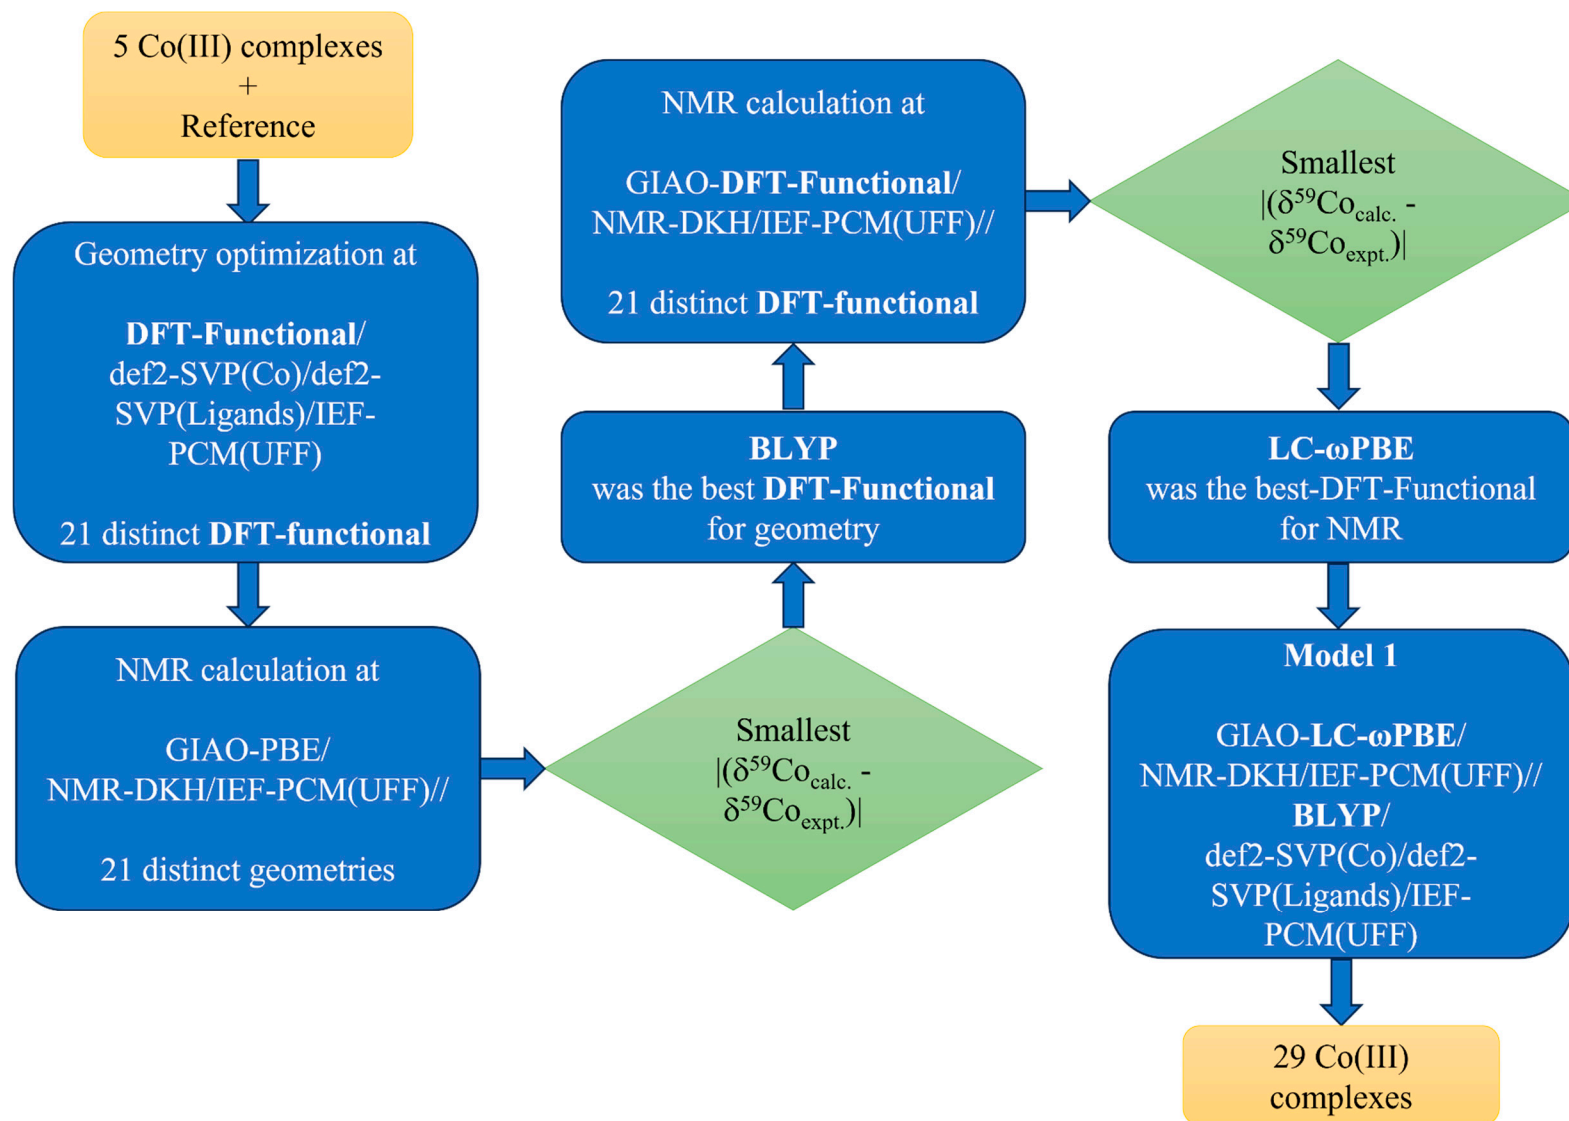 5 Co(III) complexes
+
Reference
Geometry optimization at
DFT-Functional/
def2-SVP(Co)/def2-
SVP(Ligands)/IEF-
PCM(UFF)
21 distinct DFT-functional
NMR calculation at
GIAO-PBE/
NMR-DKH/IEF-PCM(UFF)//
21 distinct geometries
Smallest
|(δ⁵⁹Co_calc. -
δ⁵⁹Co_expt.)|
BLYP
was the best DFT-Functional
for geometry
NMR calculation at
GIAO-DFT-Functional/
NMR-DKH/IEF-PCM(UFF)//
21 distinct DFT-functional
Smallest
|(δ⁵⁹Co_calc. -
δ⁵⁹Co_expt.)|
LC-ωPBE
was the best-DFT-Functional
for NMR
Model 1
GIAO-LC-ωPBE/
NMR-DKH/IEF-PCM(UFF)//
BLYP/
def2-SVP(Co)/def2-
SVP(Ligands)/IEF-
PCM(UFF)
29 Co(III)
complexes